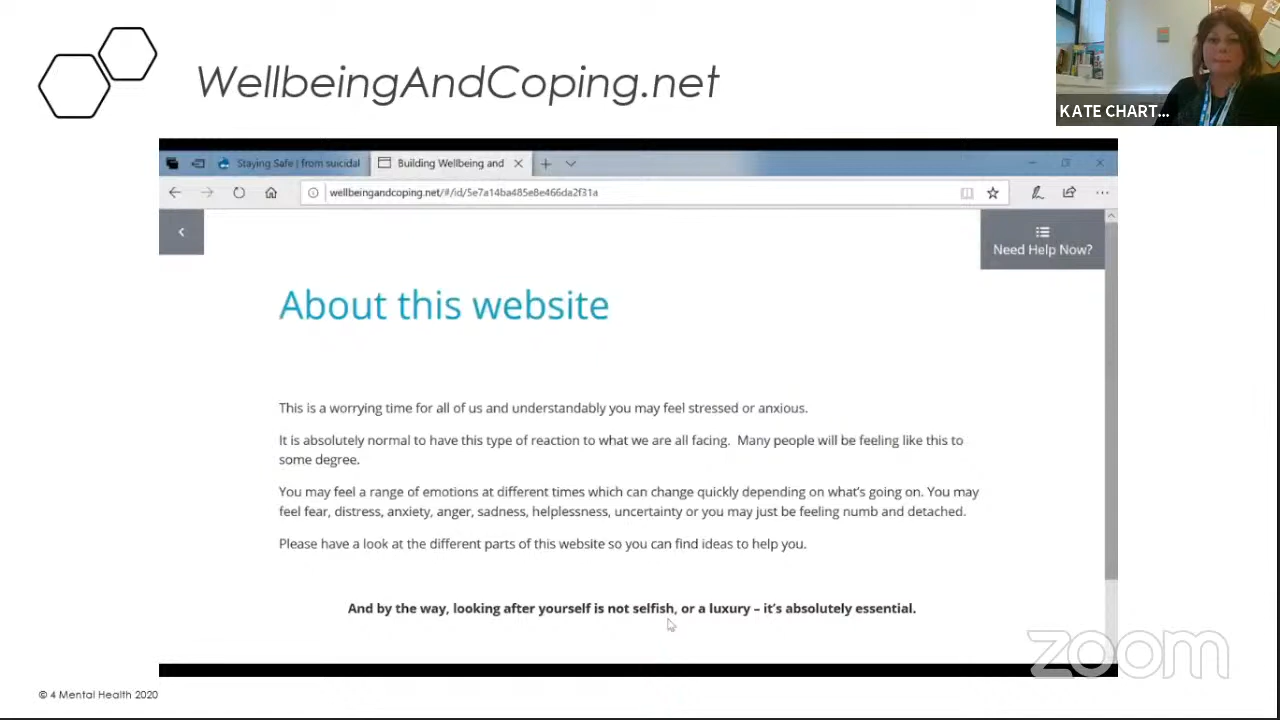 WellbeingAndCoping.net
KATE CHART...
Staying Safe | from suicidal
Building Wellbeing and
wellbeingandcoping.net/#/id/5e7a14ba485e8e466da2f31a
Need Help Now?
About this website
This is a worrying time for all of us and understandably you may feel stressed or anxious.
It is absolutely normal to have this type of reaction to what we are all facing.  Many people will be feeling like this to
some degree.
You may feel a range of emotions at different times which can change quickly depending on what's going on. You may
feel fear, distress, anxiety, anger, sadness, helplessness, uncertainty or you may just be feeling numb and detached.
Please have a look at the different parts of this website so you can find ideas to help you.
And by the way, looking after yourself is not selfish, or a luxury – it's absolutely essential.
zoom
© 4 Mental Health 2020